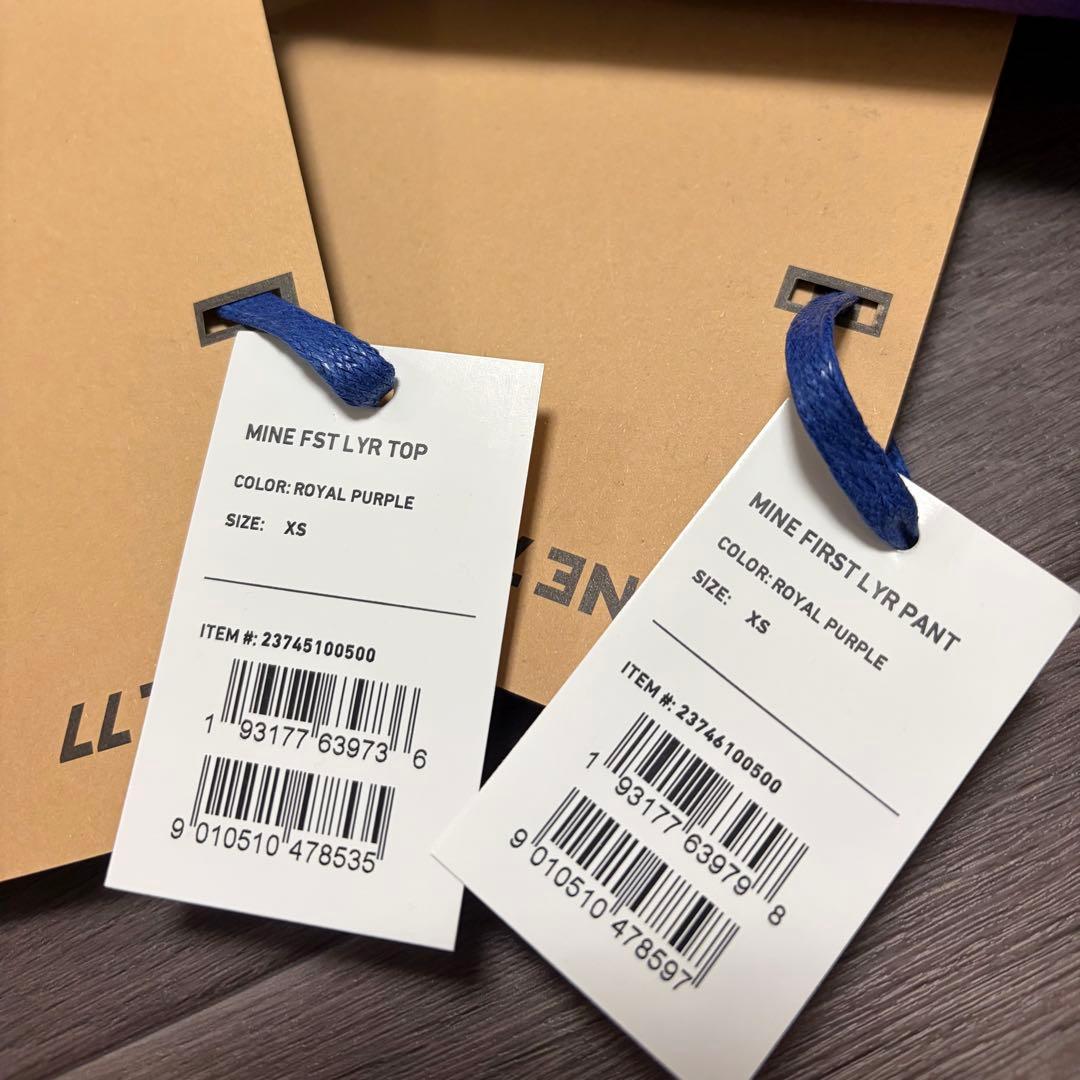 MINE FST LYR TOP
COLOR: ROYAL PURPLE
SIZE: XS
ITEM #: 23745100500
1 93177 63973 6
9 010510 478535
MINE FIRST LYR PANT
COLOR: ROYAL PURPLE
SIZE: XS
ITEM #: 23746100500
1 93177 63979 8
9 010510 478597